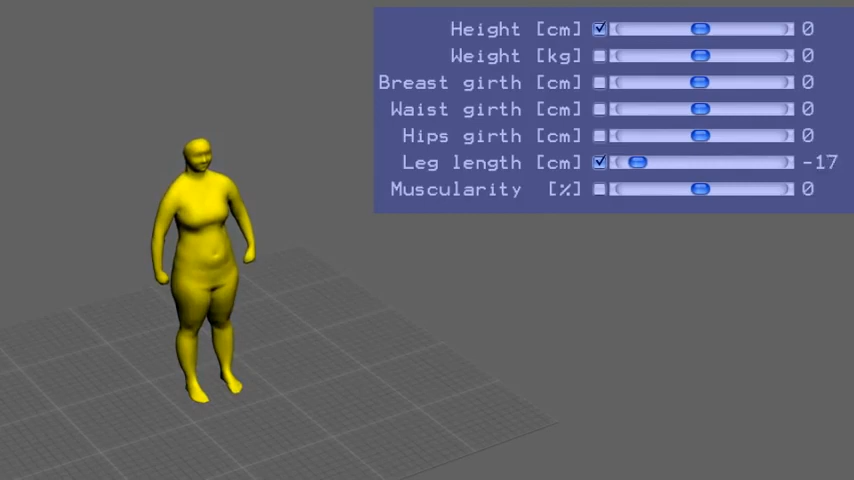 Height [cm] 0
Weight [kg] 0
Breast girth [cm] 0
Waist girth [cm] 0
Hips girth [cm] 0
Leg length [cm] -17
Muscularity [%] 0